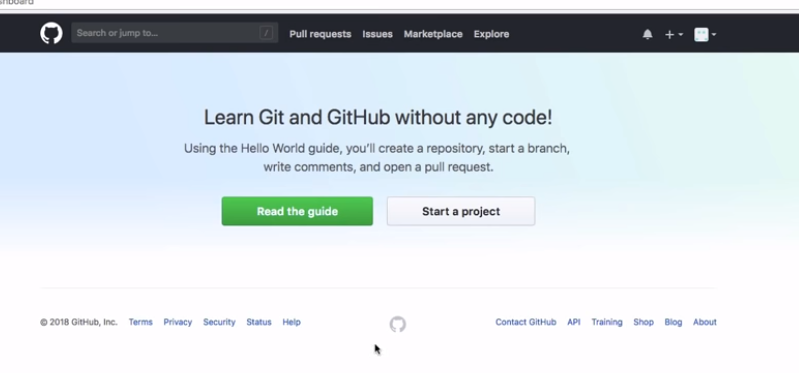 Search or jump to... /
Pull requests Issues Marketplace Explore
Learn Git and GitHub without any code!
Using the Hello World guide, you'll create a repository, start a branch,
write comments, and open a pull request.
Read the guide Start a project
© 2018 GitHub, Inc. Terms Privacy Security Status Help Contact GitHub API Training Shop Blog About